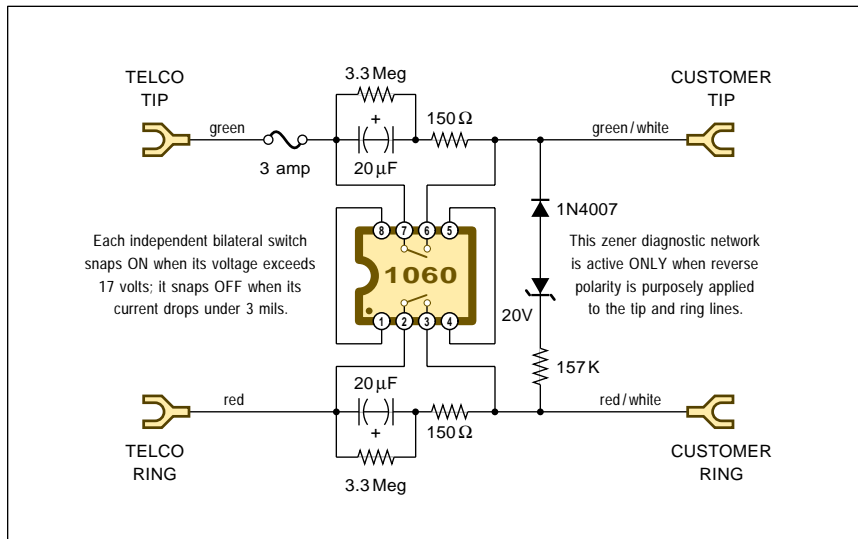 3.3 Meg
TELCO
TIP
CUSTOMER
TIP
150 Ω
green
+
green / white
3 amp
20 µF
1N4007
8
7
6
5
Each independent bilateral switch
snaps ON when its voltage exceeds
17 volts; it snaps OFF when its
current drops under 3 mils.
1060
This zener diagnostic network
is active ONLY when reverse
polarity is purposely applied
to the tip and ring lines.
20V
1
2
3
4
157 K
20 µF
red
red / white
+
150 Ω
TELCO
RING
CUSTOMER
RING
3.3 Meg